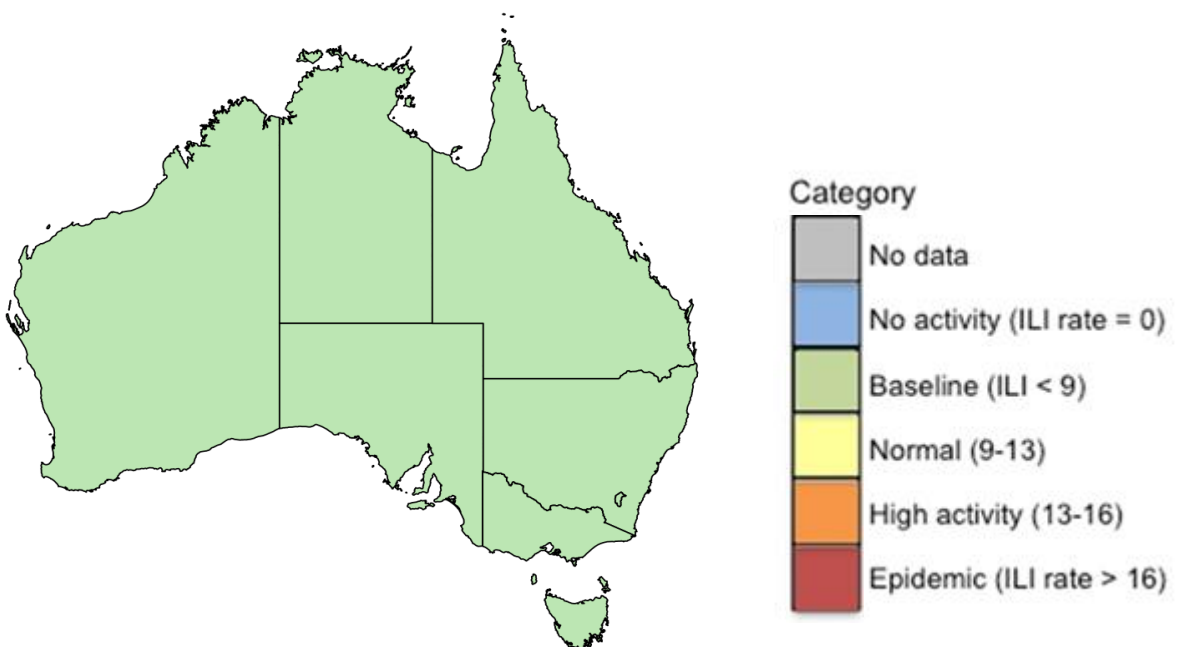 Category
No data
No activity (ILI rate = 0)
Baseline (ILI < 9)
Normal (9-13)
High activity (13-16)
Epidemic (ILI rate > 16)